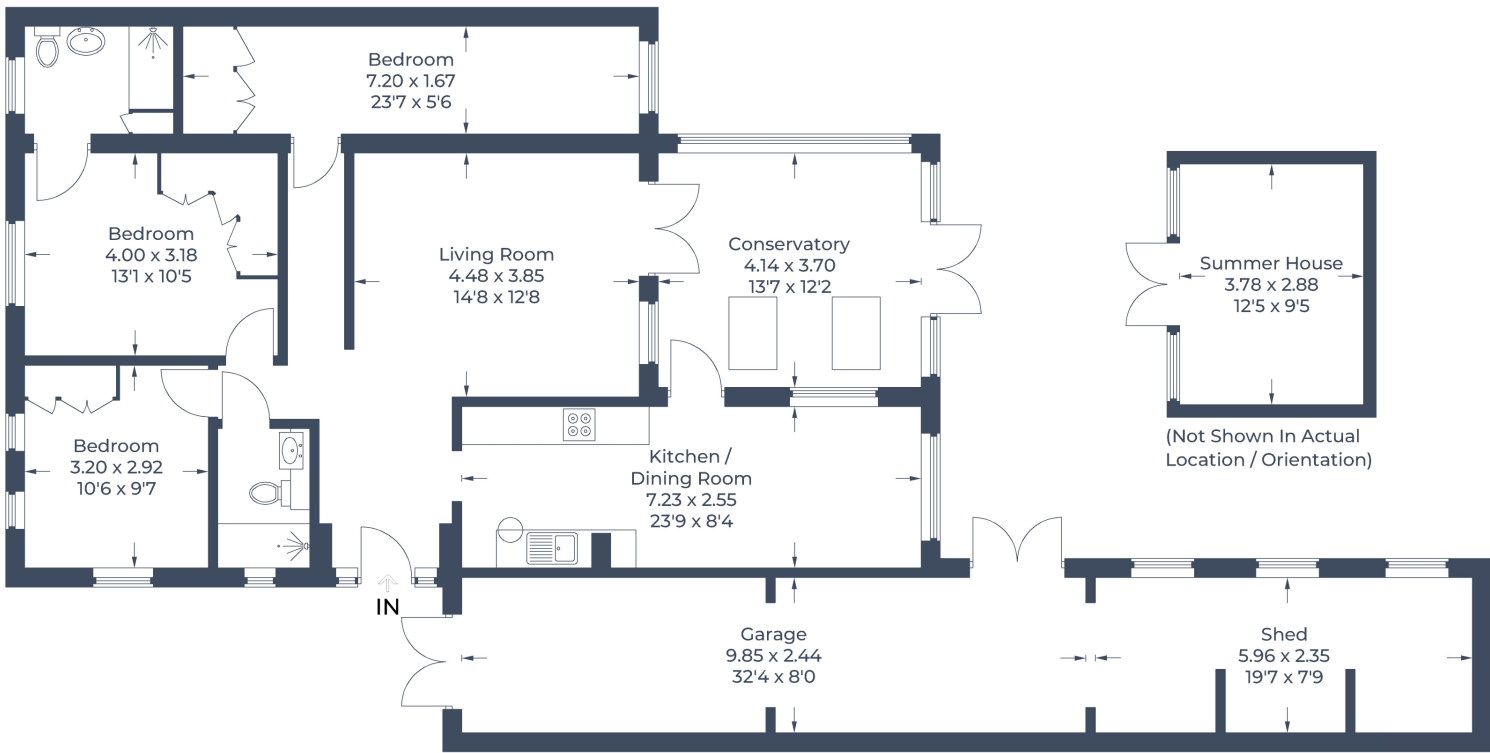 Bedroom
7.20 x 1.67
23'7 x 5'6
Bedroom
4.00 x 3.18
13'1 x 10'5
Living Room
4.48 x 3.85
14'8 x 12'8
Conservatory
4.14 x 3.70
13'7 x 12'2
Summer House
3.78 x 2.88
12'5 x 9'5
(Not Shown In Actual
Location / Orientation)
Bedroom
3.20 x 2.92
10'6 x 9'7
Kitchen /
Dining Room
7.23 x 2.55
23'9 x 8'4
IN
Garage
9.85 x 2.44
32'4 x 8'0
Shed
5.96 x 2.35
19'7 x 7'9